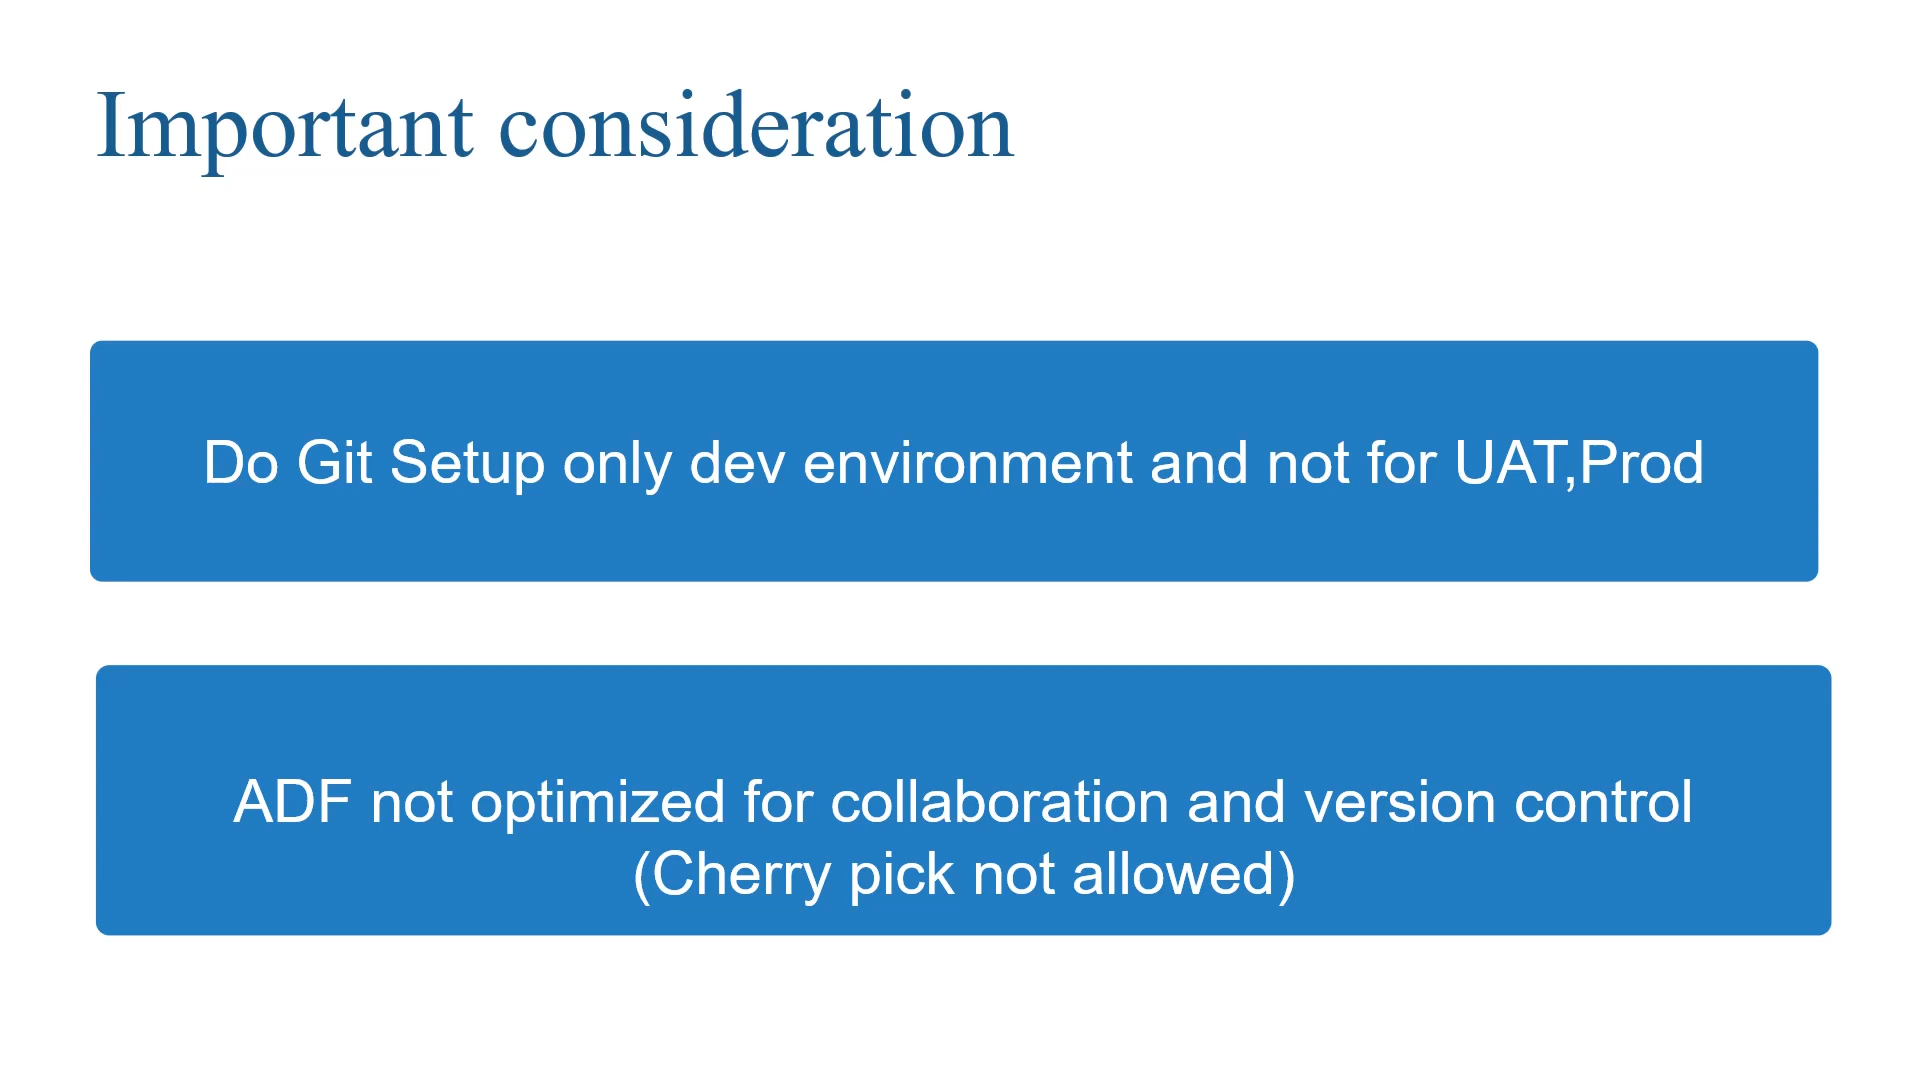 Important consideration
Do Git Setup only dev environment and not for UAT,Prod
ADF not optimized for collaboration and version control
(Cherry pick not allowed)